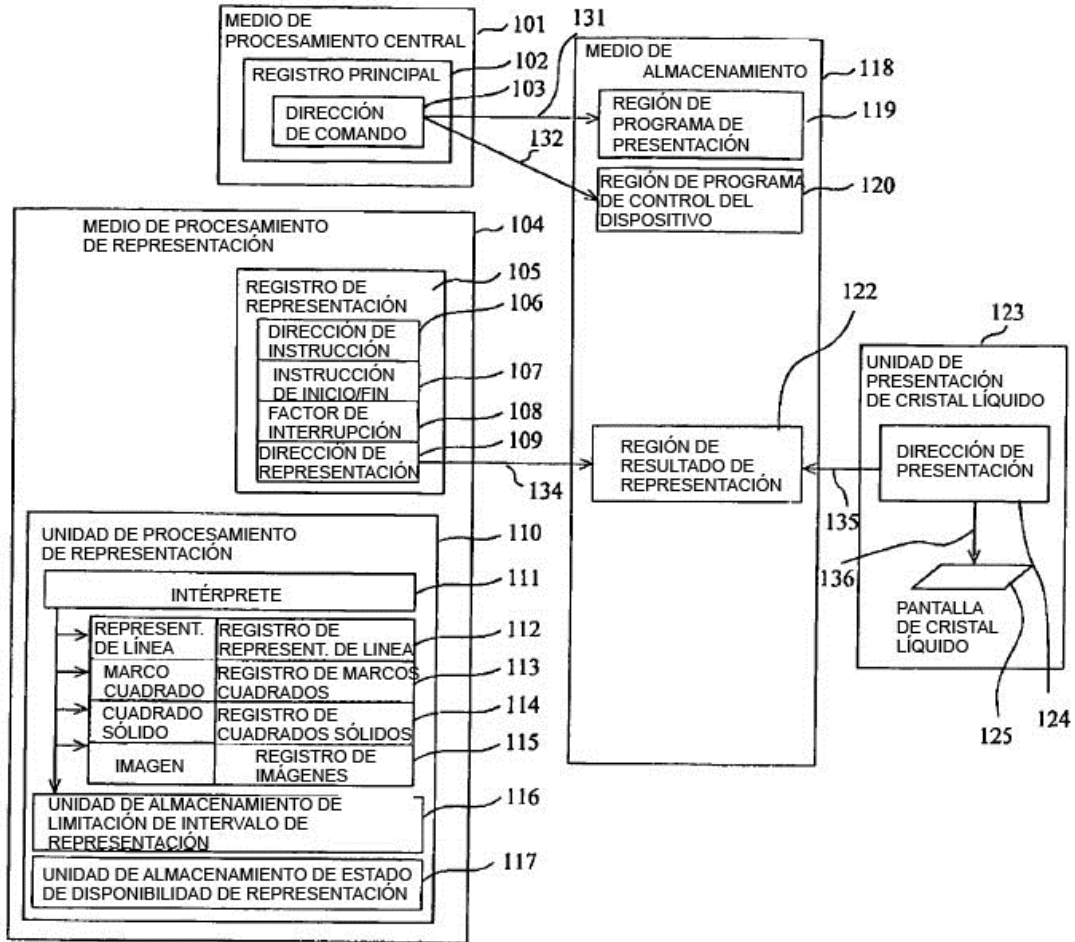 MEDIO DE
PROCESAMIENTO CENTRAL
101
REGISTRO PRINCIPAL
102
103
DIRECCIÓN
DE COMANDO
131
132
MEDIO DE
ALMACENAMIENTO
118
REGIÓN DE
PROGRAMA DE
PRESENTACIÓN
119
REGIÓN DE PROGRAMA
DE CONTROL DEL
DISPOSITIVO
120
MEDIO DE PROCESAMIENTO
DE REPRESENTACIÓN
104
REGISTRO DE
REPRESENTACIÓN
105
DIRECCIÓN DE
INSTRUCCIÓN
106
INSTRUCCIÓN
DE INICIO/FIN
107
FACTOR DE
INTERRUPCIÓN
108
DIRECCIÓN DE
REPRESENTACIÓN
109
134
REGIÓN DE
RESULTADO DE
REPRESENTACIÓN
122
123
UNIDAD DE
PRESENTACIÓN
DE CRISTAL LÍQUIDO
DIRECCIÓN DE
PRESENTACIÓN
135
136
PANTALLA
DE CRISTAL
LÍQUIDO
125
124
UNIDAD DE PROCESAMIENTO
DE REPRESENTACIÓN
110
INTÉRPRETE
111
REPRESENT.
DE LÍNEA
REGISTRO DE
REPRESENT. DE LINEA
112
MARCO
CUADRADO
REGISTRO DE MARCOS
CUADRADOS
113
CUADRADO
SÓLIDO
REGISTRO DE
CUADRADOS SÓLIDOS
114
IMAGEN
REGISTRO DE
IMÁGENES
115
UNIDAD DE ALMACENAMIENTO DE
LIMITACIÓN DE INTERVALO DE
REPRESENTACIÓN
116
UNIDAD DE ALMACENAMIENTO DE ESTADO
DE DISPONIBILIDAD DE REPRESENTACIÓN
117